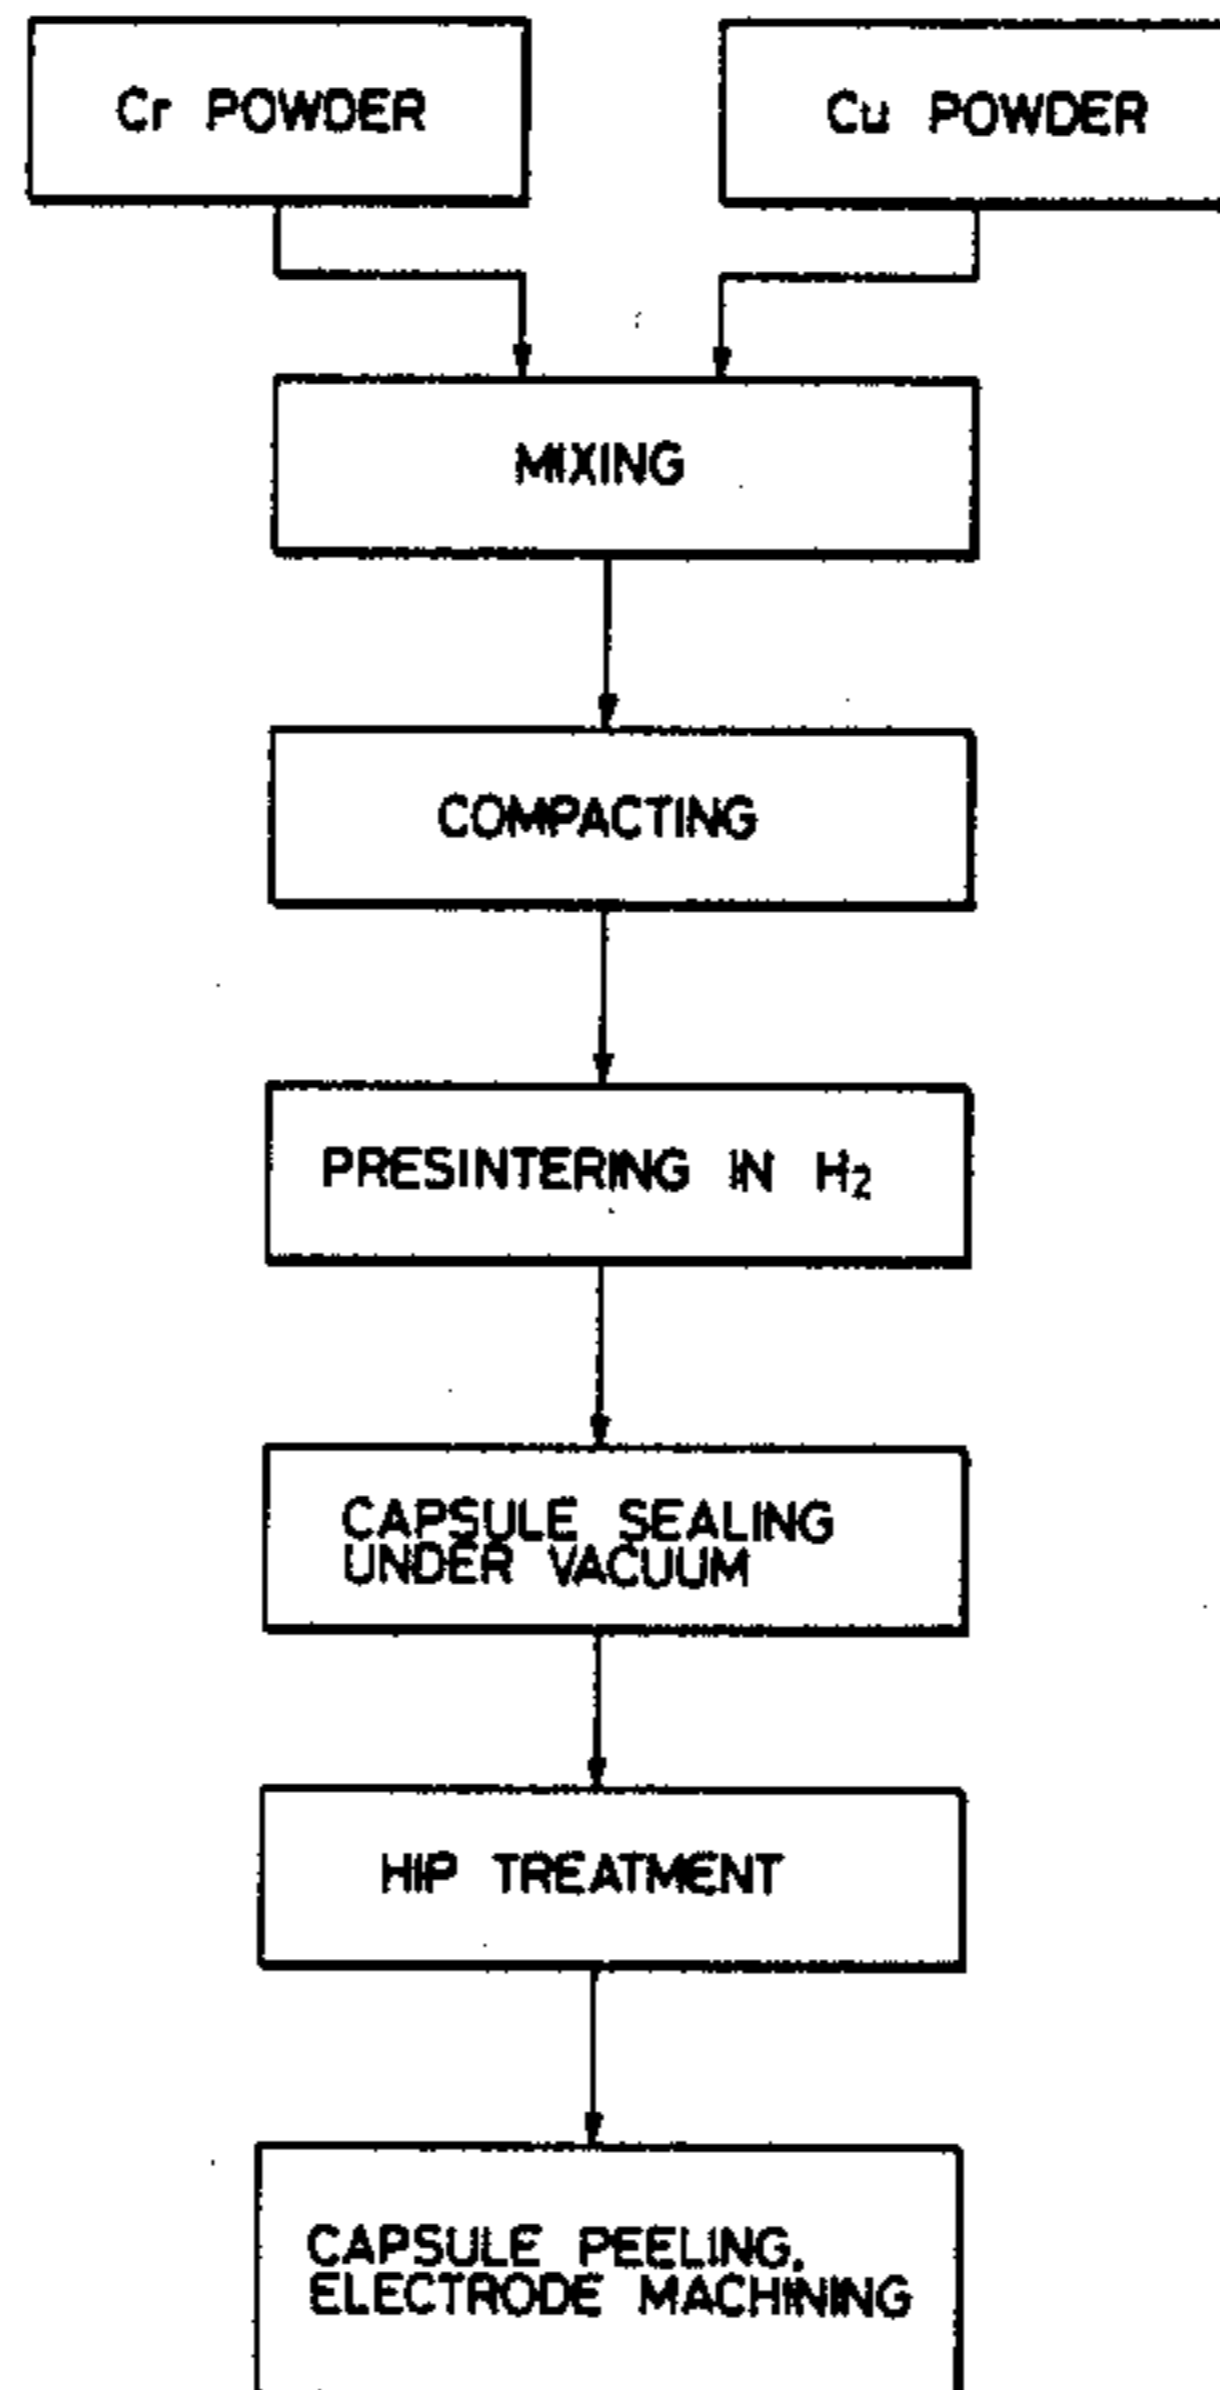 Cr POWDER
Cu POWDER
MIXING
COMPACTING
PRESINTERING IN H₂
CAPSULE SEALING
UNDER VACUUM
HIP TREATMENT
CAPSULE PEELING,
ELECTRODE MACHINING